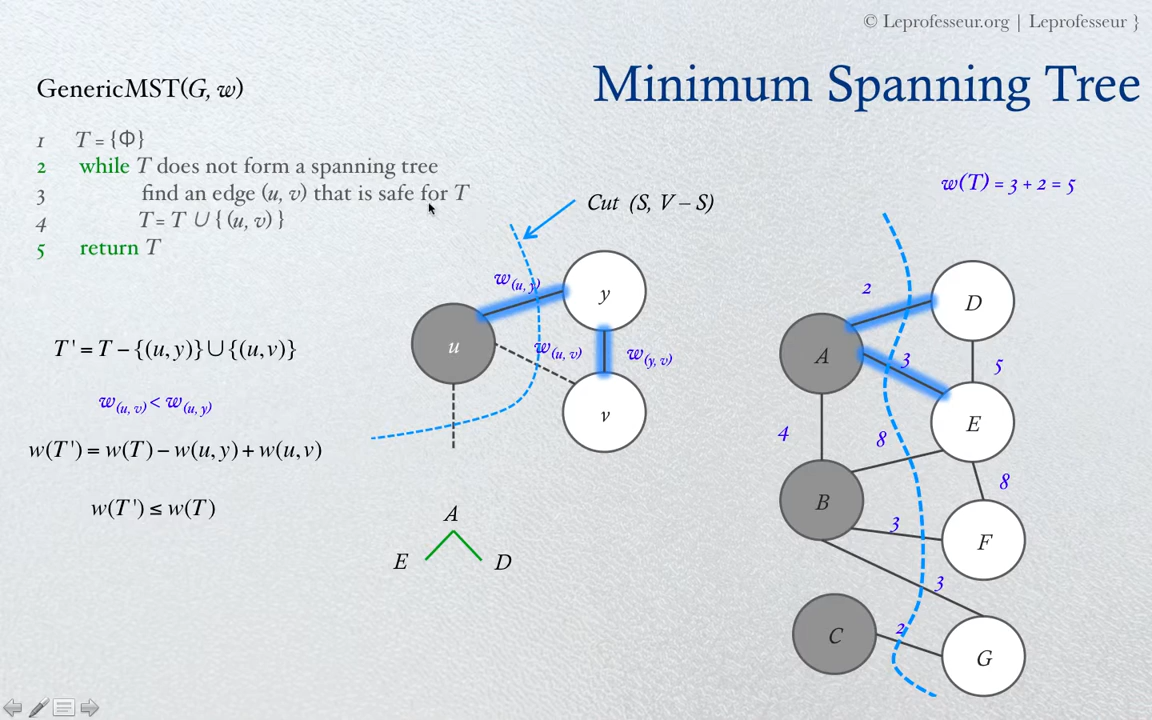 © Leprofesseur.org | Leprofesseur }
Minimum Spanning Tree
GenericMST(G, w)
1 T = {Φ}
2 while T does not form a spanning tree
3 find an edge (u, v) that is safe for T
4 T = T ∪ { (u, v) }
5 return T
T ' = T − {(u, y)} ∪ {(u, v)}
w(u, v) < w(u, y)
w(T ') = w(T) − w(u, y) + w(u, v)
w(T ') ≤ w(T)
Cut (S, V – S)
w(u, y)
y
u
w(u, v)
w(y, v)
v
A
E D
w(T) = 3 + 2 = 5
2
D
A
3
5
E
4
8
8
B
3
F
3
C
2
G